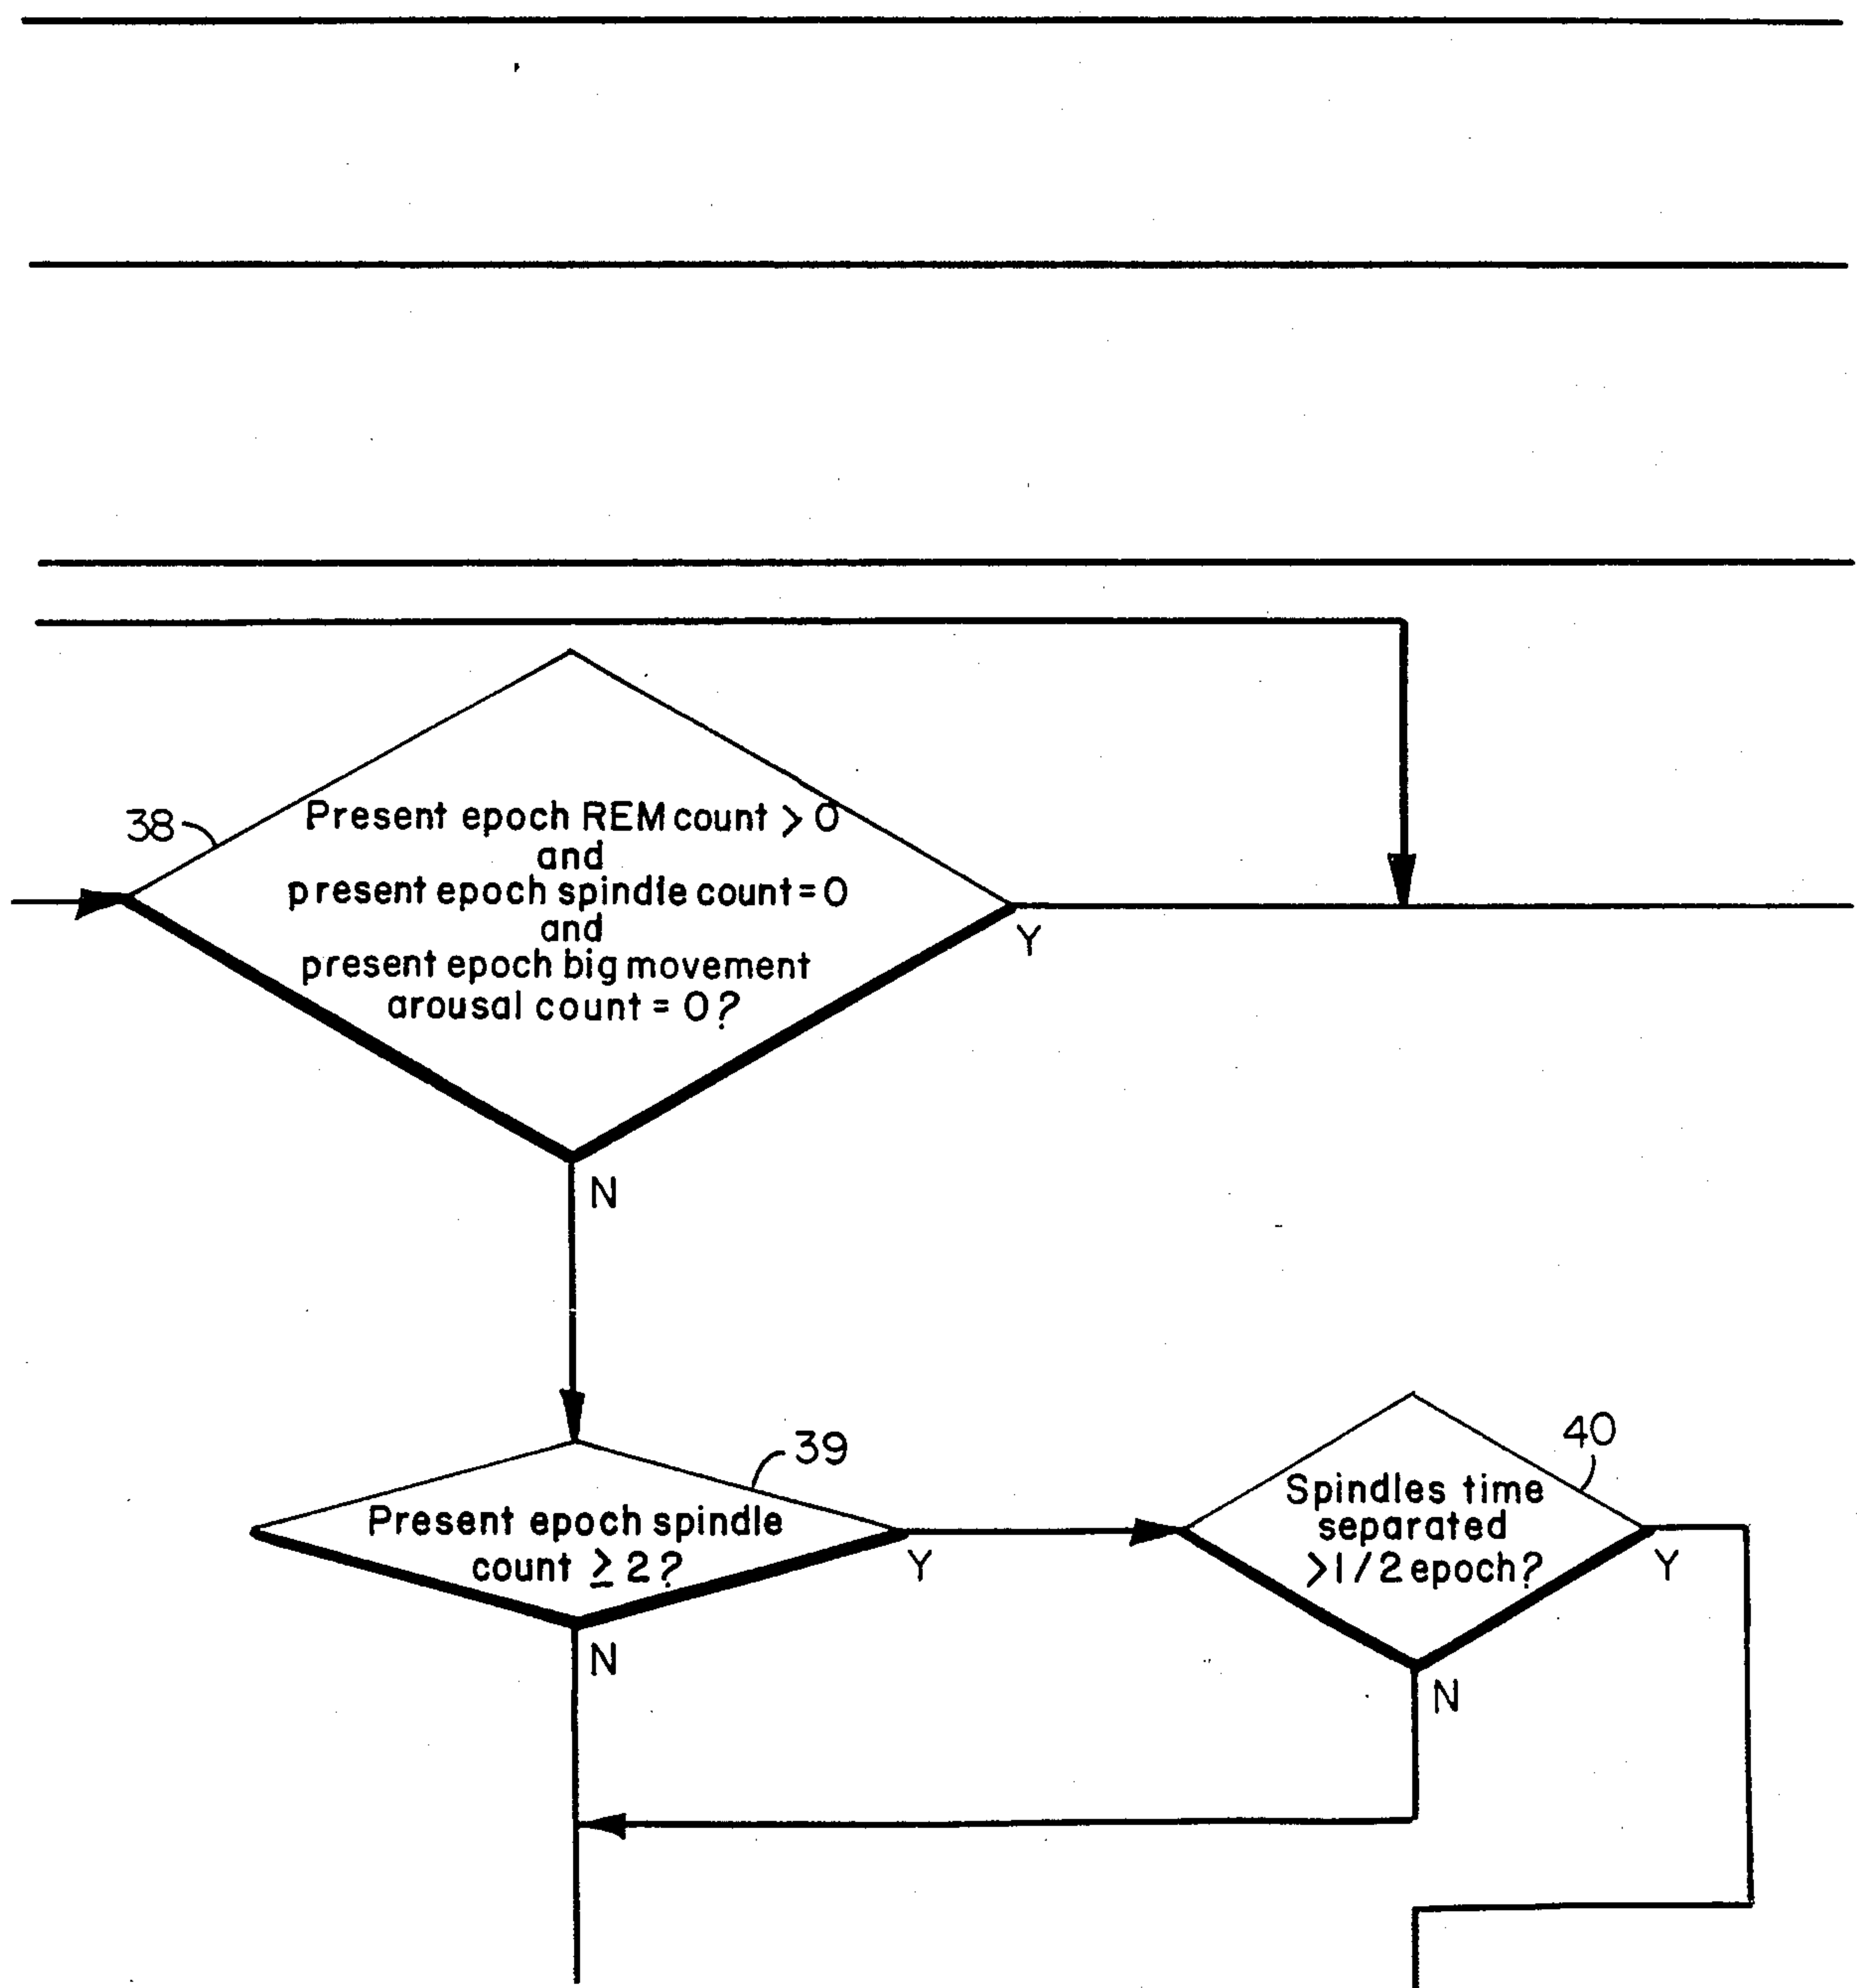 38
Present epoch REM count > 0
and
present epoch spindle count = 0
and
present epoch big movement
arousal count = 0?
Y
N
39
Present epoch spindle
count ≥ 2?
Y
N
40
Spindles time
separated
>1/2 epoch?
Y
N